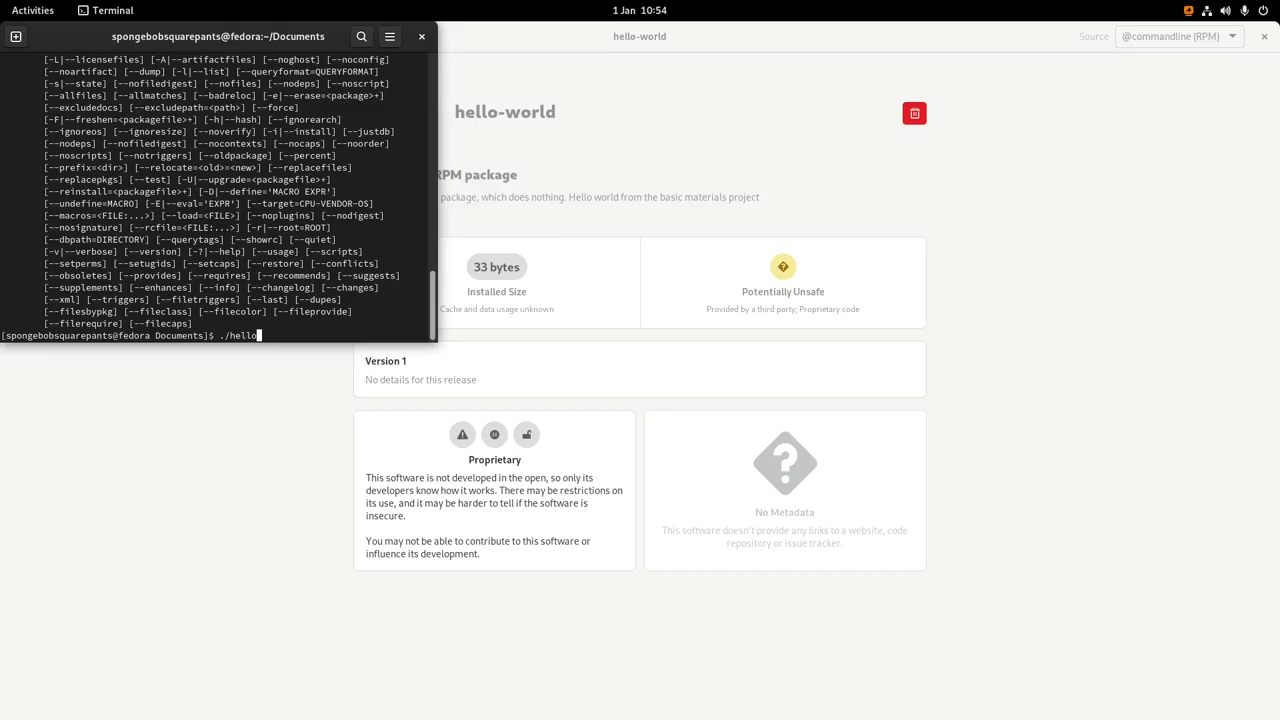 Activities
Terminal
1 Jan 10:54
spongebobsquarepants@fedora:~/Documents
[-L|--licensefiles] [-A|--artifactfiles] [--noghost] [--noconfig]
[--noartifact] [--dump] [-l|--list] [--queryformat=QUERYFORMAT]
[-s|--state] [--nofiledigest] [--nofiles] [--nodeps] [--noscript]
[--allfiles] [--allmatches] [--badreloc] [-e|--erase=<package>+]
[--excludedocs] [--excludepath=<path>] [--force]
[-F|--freshen=<packagefile>+] [-h|--hash] [--ignorearch]
[--ignoreos] [--ignoresize] [--noverify] [-i|--install] [--justdb]
[--nodeps] [--nofiledigest] [--nocontexts] [--nocaps] [--noorder]
[--noscripts] [--notriggers] [--oldpackage] [--percent]
[--prefix=<dir>] [--relocate=<old>=<new>] [--replacefiles]
[--replacepkgs] [--test] [-U|--upgrade=<packagefile>+]
[--reinstall=<packagefile>+] [-D|--define='MACRO EXPR']
[--undefine=MACRO] [-E|--eval='EXPR'] [--target=CPU-VENDOR-OS]
[--macros=<FILE:...>] [--load=<FILE>] [--noplugins] [--nodigest]
[--nosignature] [--rcfile=<FILE:...>] [-r|--root=ROOT]
[--dbpath=DIRECTORY] [--querytags] [--showrc] [--quiet]
[-v|--verbose] [--version] [-?|--help] [--usage] [--scripts]
[--setperms] [--setugids] [--setcaps] [--restore] [--conflicts]
[--obsoletes] [--provides] [--requires] [--recommends] [--suggests]
[--supplements] [--enhances] [--info] [--changelog] [--changes]
[--xml] [--triggers] [--filetriggers] [--last] [--dupes]
[--filesbypkg] [--fileclass] [--filecolor] [--fileprovide]
[--filerequire] [--filecaps]
[spongebobsquarepants@fedora Documents]$ ./hello
hello-world
Source
@commandline (RPM)
hello-world
RPM package
package, which does nothing. Hello world from the basic materials project
33 bytes
Installed Size
Cache and data usage unknown
Potentially Unsafe
Provided by a third party; Proprietary code
Version 1
No details for this release
Proprietary
This software is not developed in the open, so only its
developers know how it works. There may be restrictions on
its use, and it may be harder to tell if the software is
insecure.
You may not be able to contribute to this software or
influence its development.
No Metadata
This software doesn't provide any links to a website, code
repository or issue tracker.